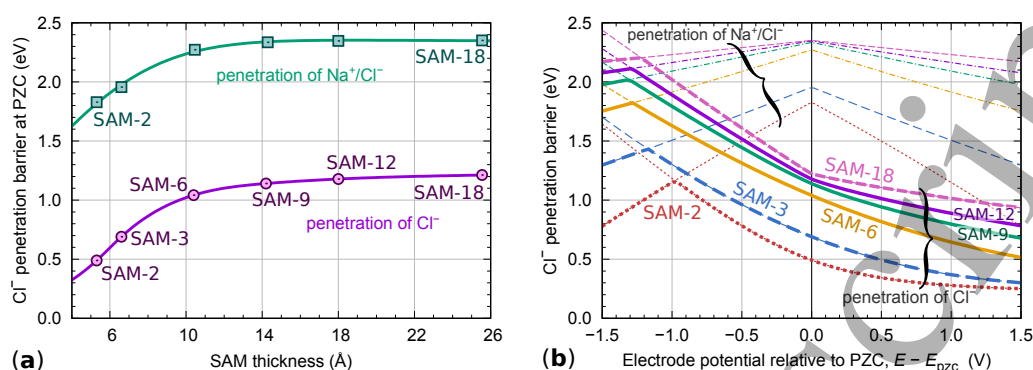 2.5
2.0
1.5
1.0
0.5
0.0
Cl⁻ penetration barrier at PZC (eV)
penetration of Na⁺/Cl⁻
SAM-2
SAM-18
SAM-12
SAM-6
SAM-9
SAM-18
SAM-3
penetration of Cl⁻
SAM-2
6 10 14 18 22 26
SAM thickness (Å)
(a)
2.5
2.0
1.5
1.0
0.5
0.0
Cl⁻ penetration barrier (eV)
penetration of Na⁺/Cl⁻
SAM-18
SAM-3
SAM-2
SAM-12
SAM-6
SAM-9
penetration of Cl⁻
-1.5 -1.0 -0.5 0.0 0.5 1.0 1.5
Electrode potential relative to PZC, E − Epzc (V)
(b)